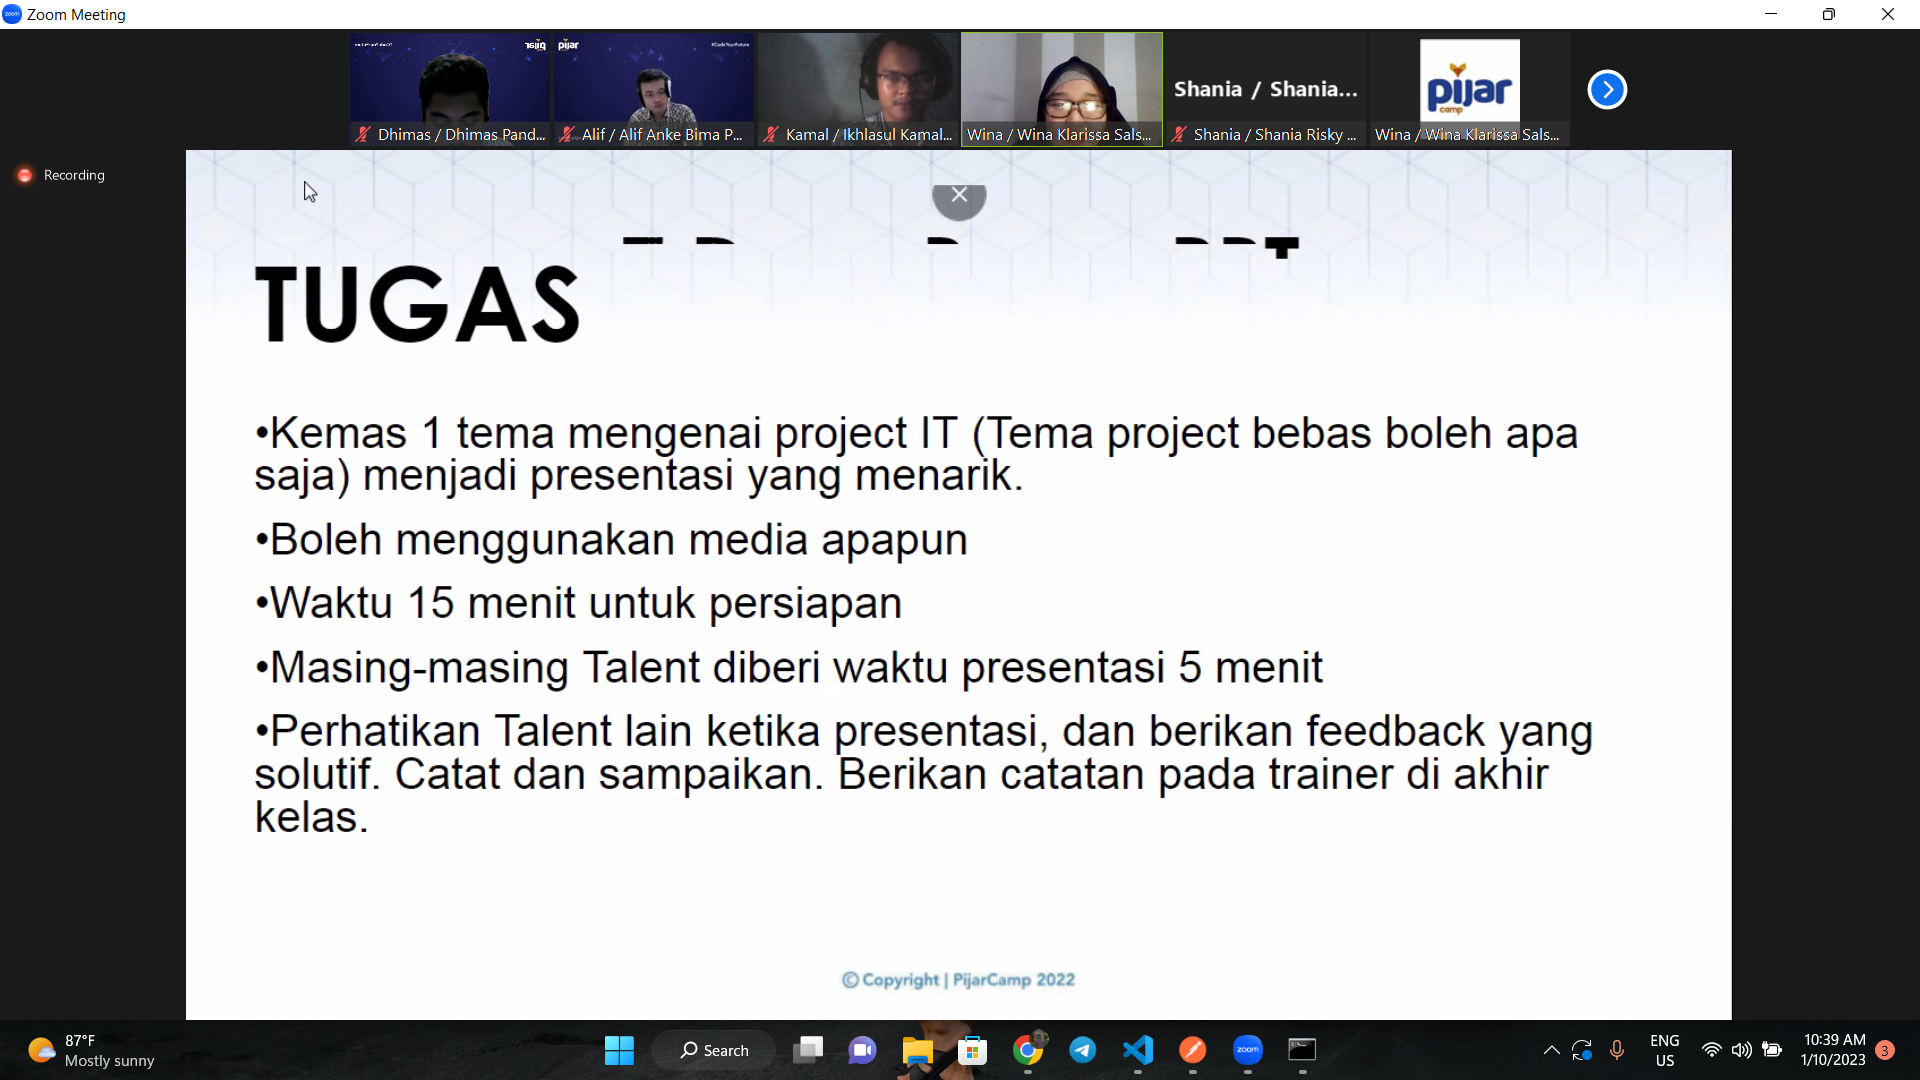 Zoom Meeting
pijar
pijar
#CodeYourFuture
Shania / Shania...
pijar
camp
Dhimas / Dhimas Pand...
Alif / Alif Anke Bima P...
Kamal / Ikhlasul Kamal...
Wina / Wina Klarissa Sals...
Shania / Shania Risky ...
Wina / Wina Klarissa Sals...
Recording
TUGAS
•Kemas 1 tema mengenai project IT (Tema project bebas boleh apa
saja) menjadi presentasi yang menarik.
•Boleh menggunakan media apapun
•Waktu 15 menit untuk persiapan
•Masing-masing Talent diberi waktu presentasi 5 menit
•Perhatikan Talent lain ketika presentasi, dan berikan feedback yang
solutif. Catat dan sampaikan. Berikan catatan pada trainer di akhir
kelas.
© Copyright | PijarCamp 2022
87°F
Mostly sunny
Search
zoom
ENG
US
10:39 AM
1/10/2023
3